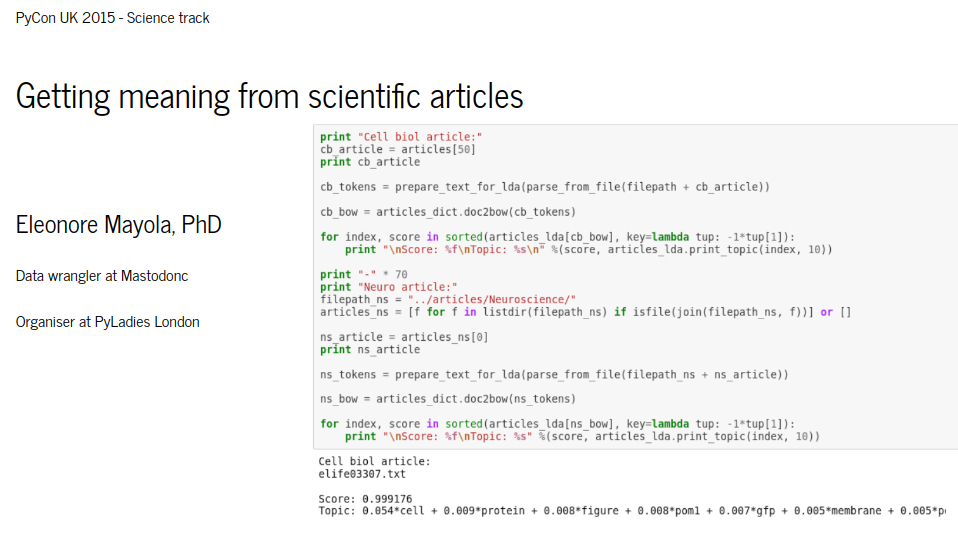 PyCon UK 2015 - Science track
Getting meaning from scientific articles
Eleonore Mayola, PhD
Data wrangler at Mastodonc
Organiser at PyLadies London
print "Cell biol article:"
cb_article = articles[50]
print cb_article
cb_tokens = prepare_text_for_lda(parse_from_file(filepath + cb_article))
cb_bow = articles_dict.doc2bow(cb_tokens)
for index, score in sorted(articles_lda[cb_bow], key=lambda tup: -1*tup[1]):
    print "\nScore: %f\nTopic: %s\n" %(score, articles_lda.print_topic(index, 10))
print "-" * 70
print "Neuro article:"
filepath_ns = "../articles/Neuroscience/"
articles_ns = [f for f in listdir(filepath_ns) if isfile(join(filepath_ns, f))] or []
ns_article = articles_ns[0]
print ns_article
ns_tokens = prepare_text_for_lda(parse_from_file(filepath_ns + ns_article))
ns_bow = articles_dict.doc2bow(ns_tokens)
for index, score in sorted(articles_lda[ns_bow], key=lambda tup: -1*tup[1]):
    print "\nScore: %f\nTopic: %s" %(score, articles_lda.print_topic(index, 10))
Cell biol article:
elife03307.txt
Score: 0.999176
Topic: 0.054*cell + 0.009*protein + 0.008*figure + 0.008*pom1 + 0.007*gfp + 0.005*membrane +